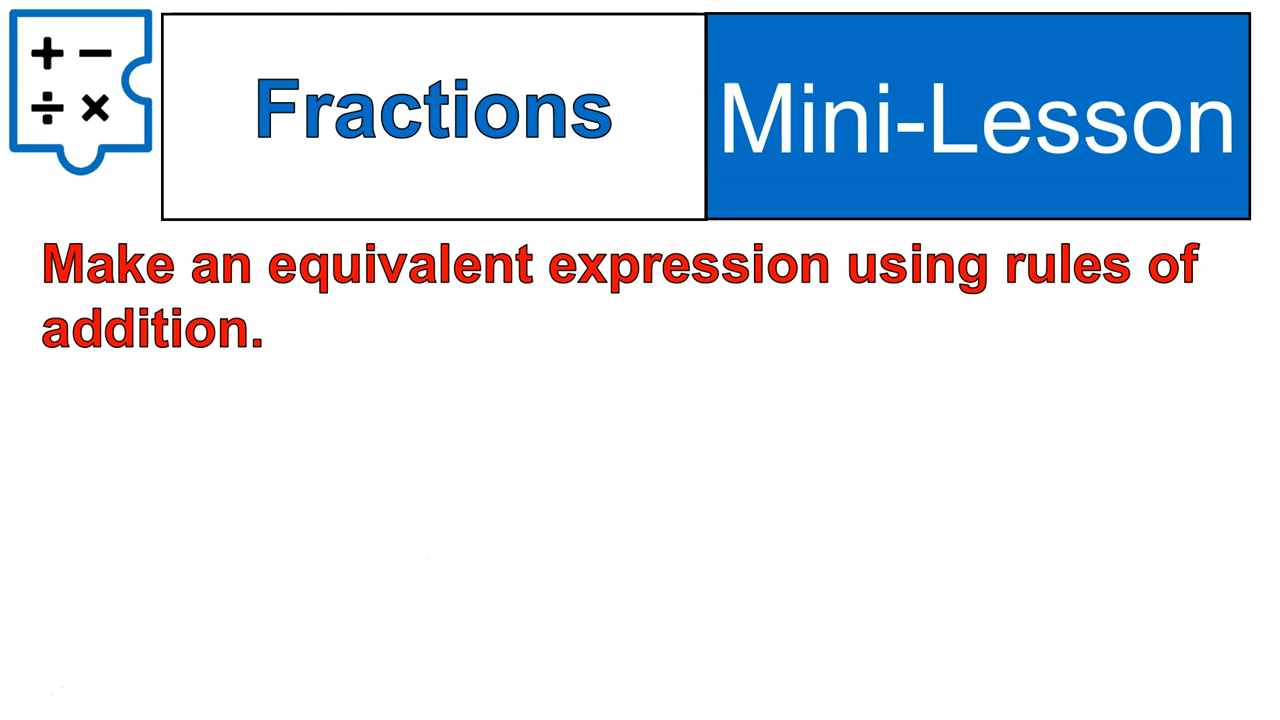 + −
÷ ×
Fractions
Mini-Lesson
Make an equivalent expression using rules of
addition.